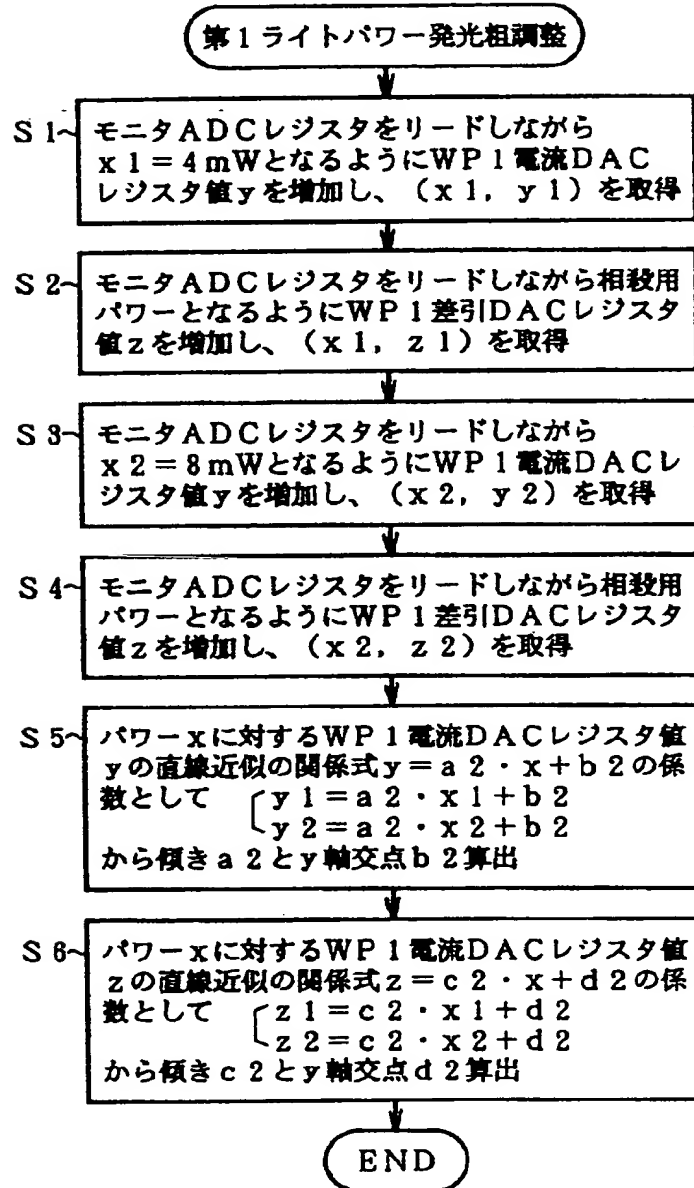 第1ライトパワー発光粗調整
S1
モニタADCレジスタをリードしながら
x1=4mWとなるようにWP1電流DAC
レジスタ値yを増加し、(x1,y1)を取得
S2
モニタADCレジスタをリードしながら相殺用
パワーとなるようにWP1差引DACレジスタ
値zを増加し、(x1,z1)を取得
S3
モニタADCレジスタをリードしながら
x2=8mWとなるようにWP1電流DACレ
ジスタ値yを増加し、(x2,y2)を取得
S4
モニタADCレジスタをリードしながら相殺用
パワーとなるようにWP1差引DACレジスタ
値zを増加し、(x2,z2)を取得
S5
パワーxに対するWP1電流DACレジスタ値
yの直線近似の関係式y=a2・x+b2の係
数として y1=a2・x1+b2
y2=a2・x2+b2
から傾きa2とy軸交点b2算出
S6
パワーxに対するWP1電流DACレジスタ値
zの直線近似の関係式z=c2・x+d2の係
数として z1=c2・x1+d2
z2=c2・x2+d2
から傾きc2とy軸交点d2算出
END